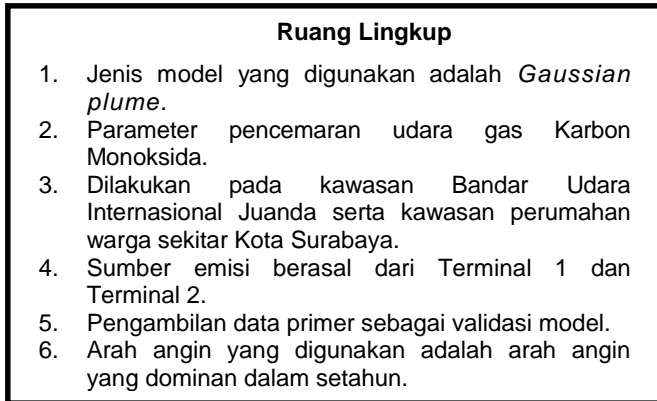 Ruang Lingkup
1. Jenis model yang digunakan adalah Gaussian
plume.
2. Parameter pencemaran udara gas Karbon
Monoksida.
3. Dilakukan pada kawasan Bandar Udara
Internasional Juanda serta kawasan perumahan
warga sekitar Kota Surabaya.
4. Sumber emisi berasal dari Terminal 1 dan
Terminal 2.
5. Pengambilan data primer sebagai validasi model.
6. Arah angin yang digunakan adalah arah angin
yang dominan dalam setahun.